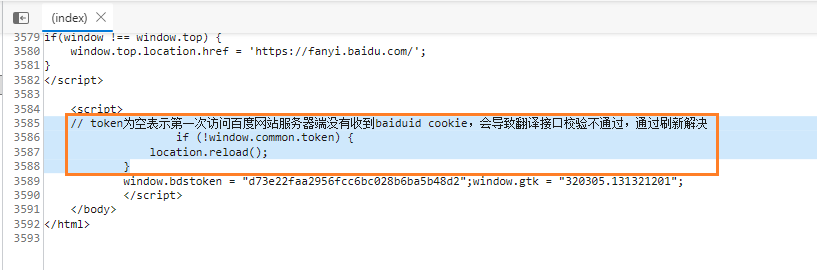 (index)
3579 if(window !== window.top) {
3580 window.top.location.href = 'https://fanyi.baidu.com/';
3581 }
3582 </script>
3583
3584 <script>
3585 // token为空表示第一次访问百度网站服务器端没有收到baiduid cookie，会导致翻译接口校验不通过，通过刷新解决
3586 if (!window.common.token) {
3587 location.reload();
3588 }
3589 window.bdstoken = "d73e22faa2956fcc6bc028b6ba5b48d2";window.gtk = "320305.131321201";
3590 </script>
3591 </body>
3592 </html>
3593